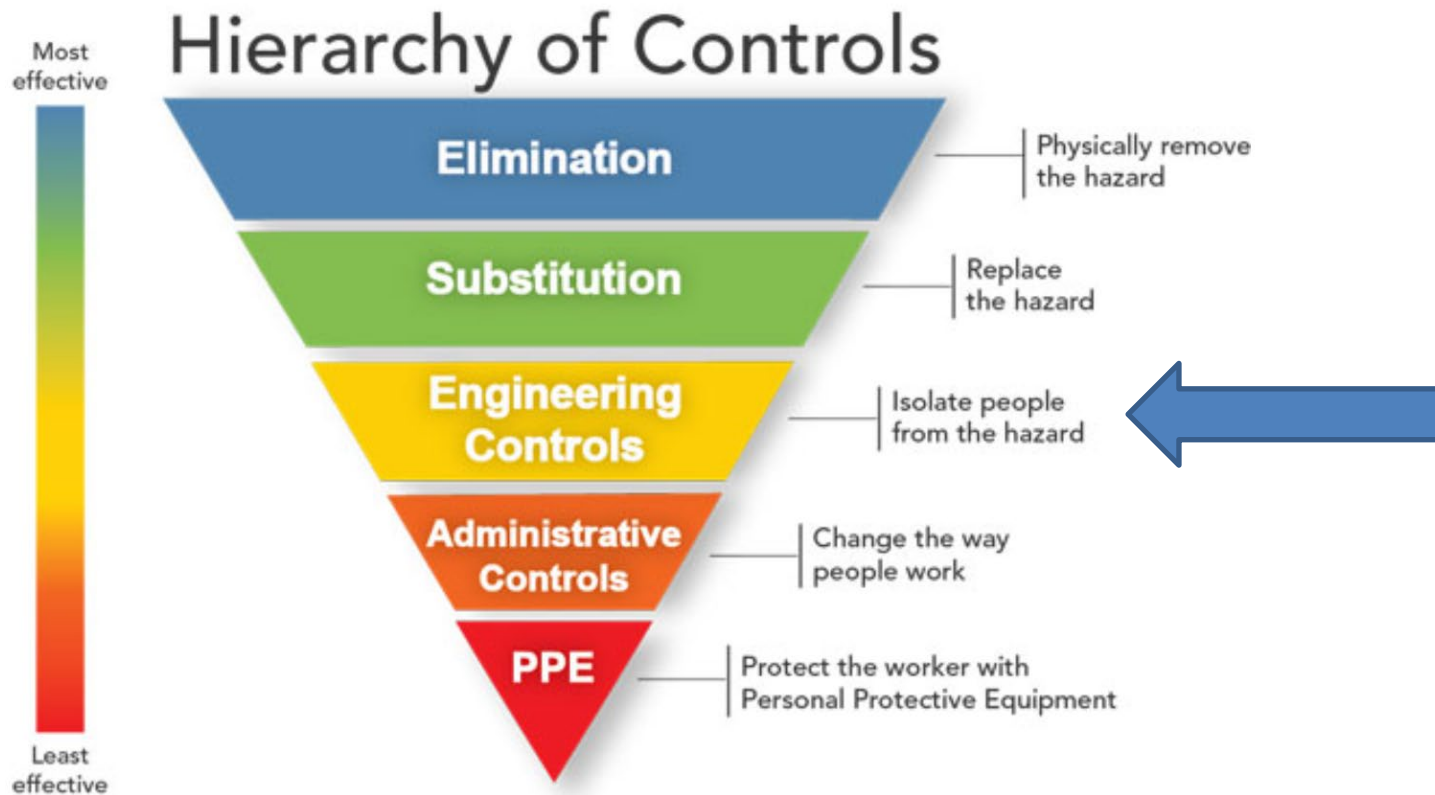 Hierarchy of Controls
Most
effective
Elimination
Physically remove
the hazard
Substitution
Replace
the hazard
Engineering
Controls
Isolate people
from the hazard
Administrative
Controls
Change the way
people work
PPE
Protect the worker with
Personal Protective Equipment
Least
effective